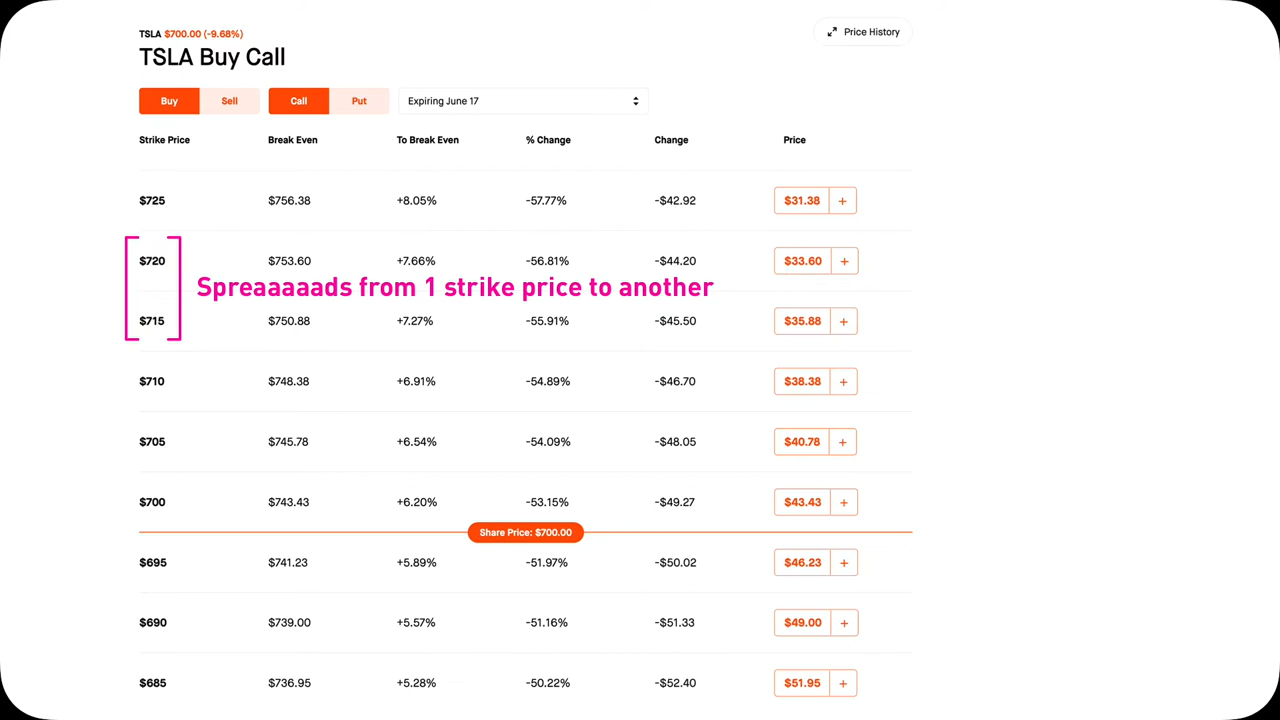 TSLA $700.00 (-9.68%)
Price History
TSLA Buy Call
Buy Sell Call Put Expiring June 17
Strike Price Break Even To Break Even % Change Change Price
$725 $756.38 +8.05% -57.77% -$42.92 $31.38 +
$720 $753.60 +7.66% -56.81% -$44.20 $33.60 +
Spreaaaaads from 1 strike price to another
$715 $750.88 +7.27% -55.91% -$45.50 $35.88 +
$710 $748.38 +6.91% -54.89% -$46.70 $38.38 +
$705 $745.78 +6.54% -54.09% -$48.05 $40.78 +
$700 $743.43 +6.20% -53.15% -$49.27 $43.43 +
Share Price: $700.00
$695 $741.23 +5.89% -51.97% -$50.02 $46.23 +
$690 $739.00 +5.57% -51.16% -$51.33 $49.00 +
$685 $736.95 +5.28% -50.22% -$52.40 $51.95 +